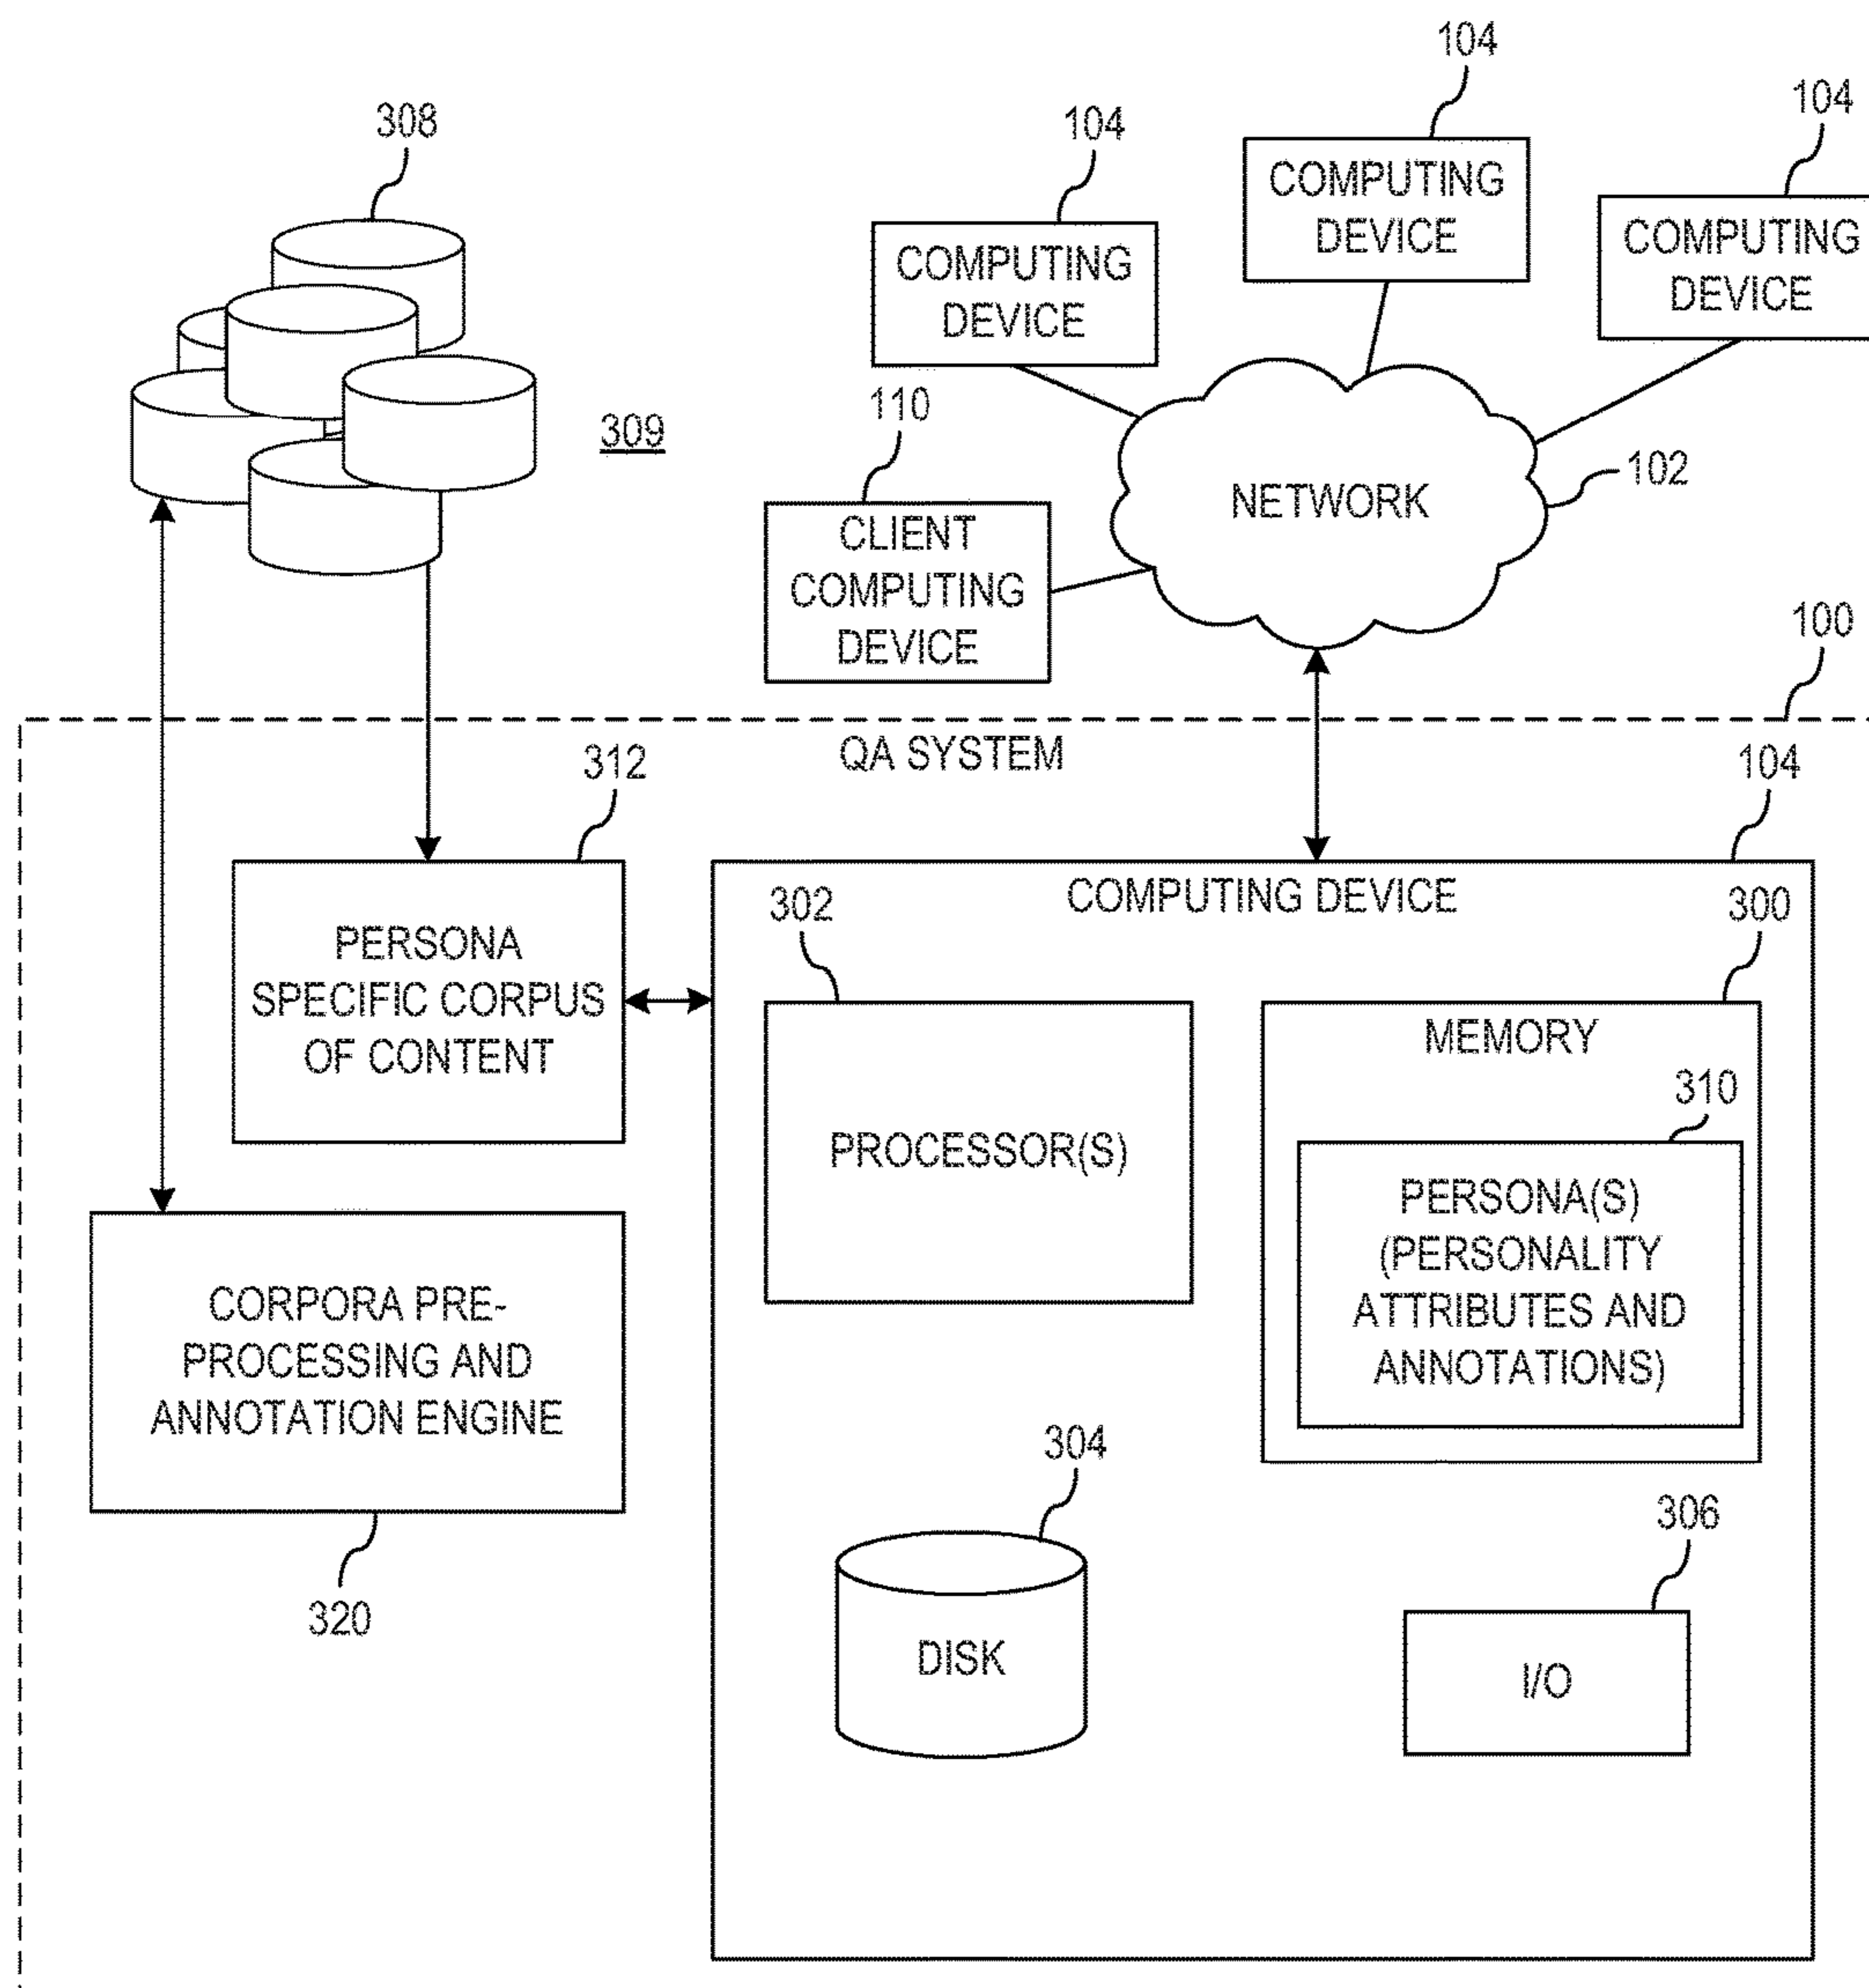 104
104
104
308
COMPUTING
DEVICE
COMPUTING
DEVICE
COMPUTING
DEVICE
110
309
102
NETWORK
CLIENT
COMPUTING
DEVICE
100
QA SYSTEM
312
104
COMPUTING DEVICE
302
300
PERSONA
SPECIFIC CORPUS
OF CONTENT
MEMORY
310
PROCESSOR(S)
PERSONA(S)
(PERSONALITY
ATTRIBUTES AND
ANNOTATIONS)
CORPORA PRE-
PROCESSING AND
ANNOTATION ENGINE
304
306
320
DISK
I/O